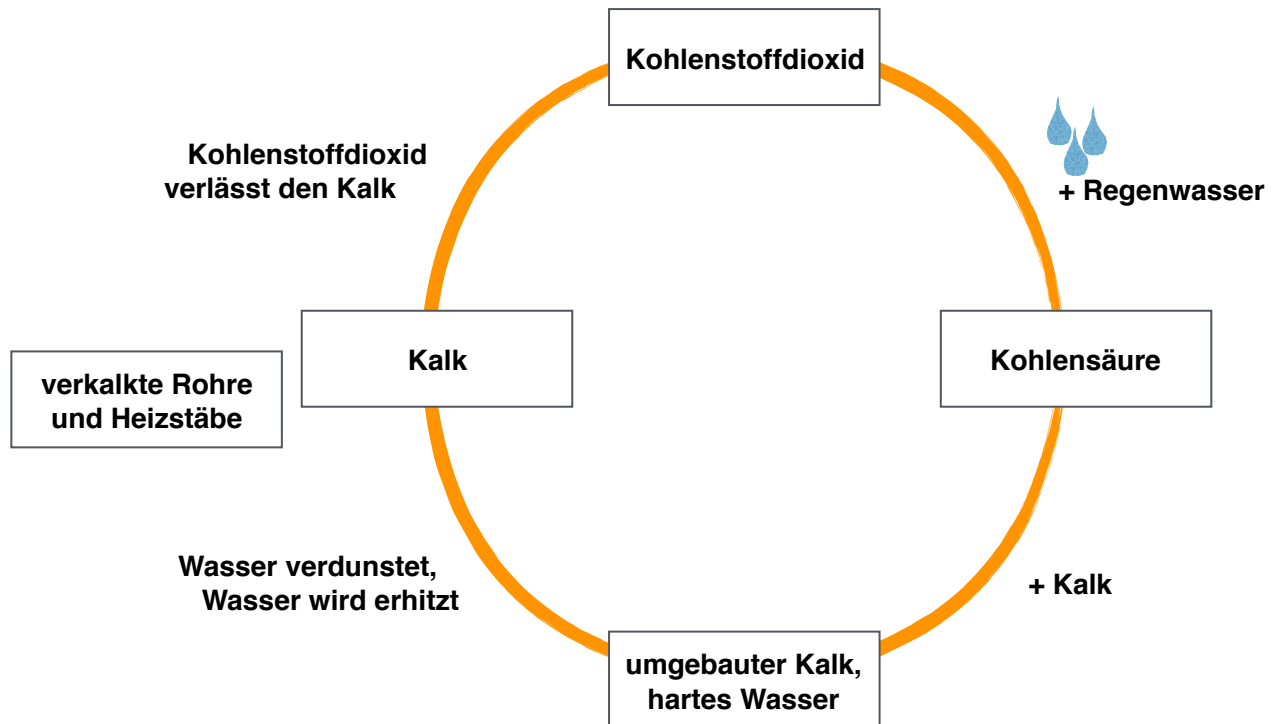 Kohlenstoffdioxid
Kohlenstoffdioxid
verlässt den Kalk
+ Regenwasser
Kalk
Kohlensäure
verkalkte Rohre
und Heizstäbe
Wasser verdunstet,
Wasser wird erhitzt
+ Kalk
umgebauter Kalk,
hartes Wasser